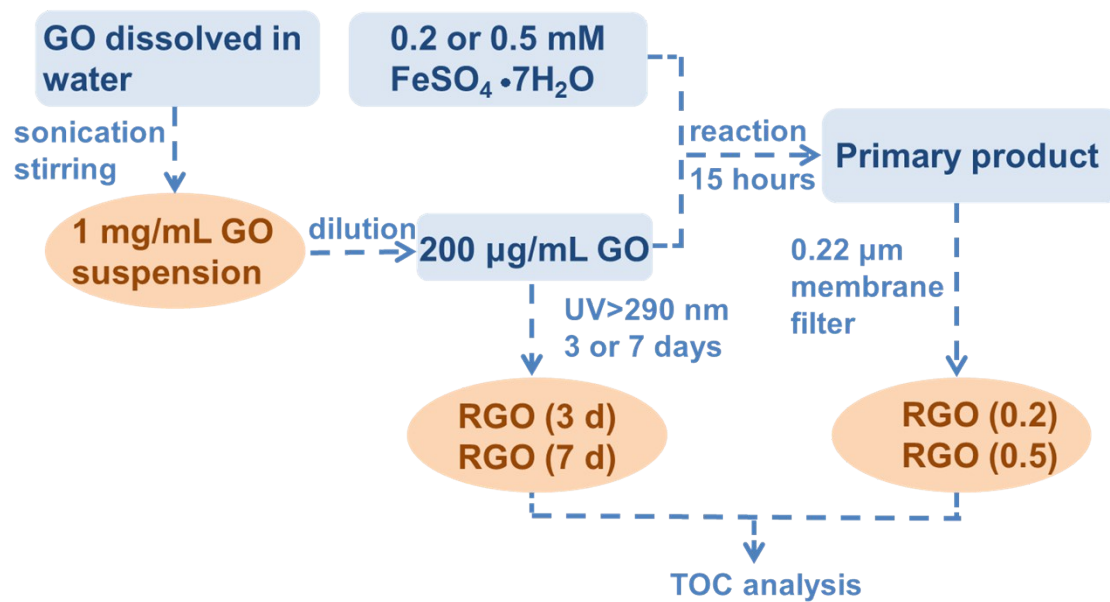 GO dissolved in
water
0.2 or 0.5 mM
FeSO₄ •7H₂O
sonication
stirring
reaction
15 hours
Primary product
1 mg/mL GO
suspension
dilution
200 μg/mL GO
UV>290 nm
3 or 7 days
0.22 μm
membrane
filter
RGO (3 d)
RGO (7 d)
RGO (0.2)
RGO (0.5)
TOC analysis